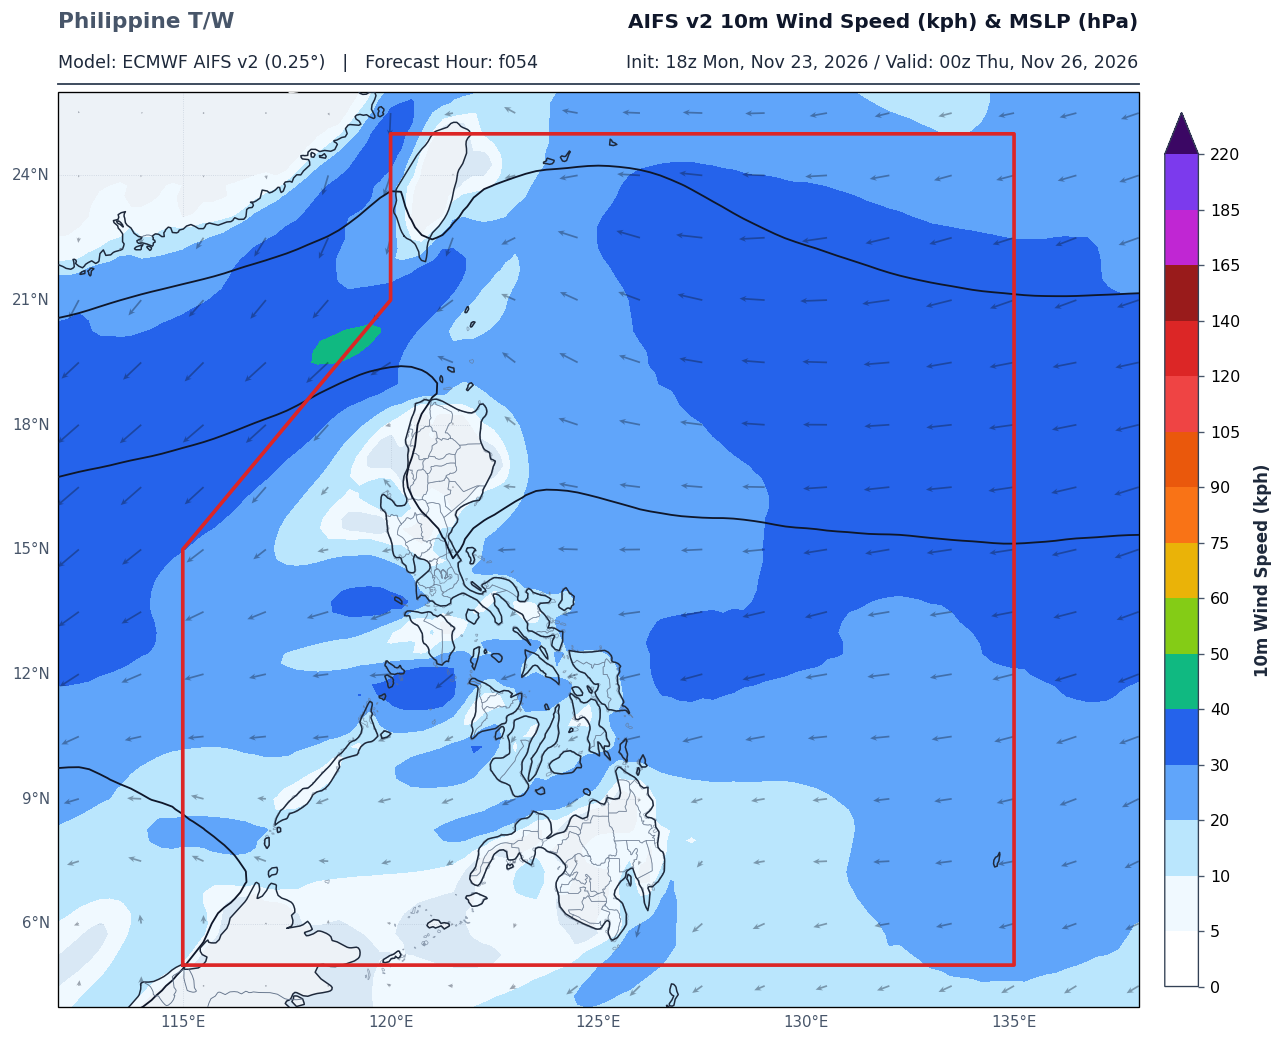 Philippine T/W
AIFS v2 10m Wind Speed (kph) & MSLP (hPa)
Model: ECMWF AIFS v2 (0.25°) | Forecast Hour: f054
Init: 18z Mon, Nov 23, 2026 / Valid: 00z Thu, Nov 26, 2026
24°N
21°N
18°N
15°N
12°N
9°N
6°N
115°E
120°E
125°E
130°E
135°E
220
185
165
140
120
105
90
75
60
50
40
30
20
10
5
0
10m Wind Speed (kph)